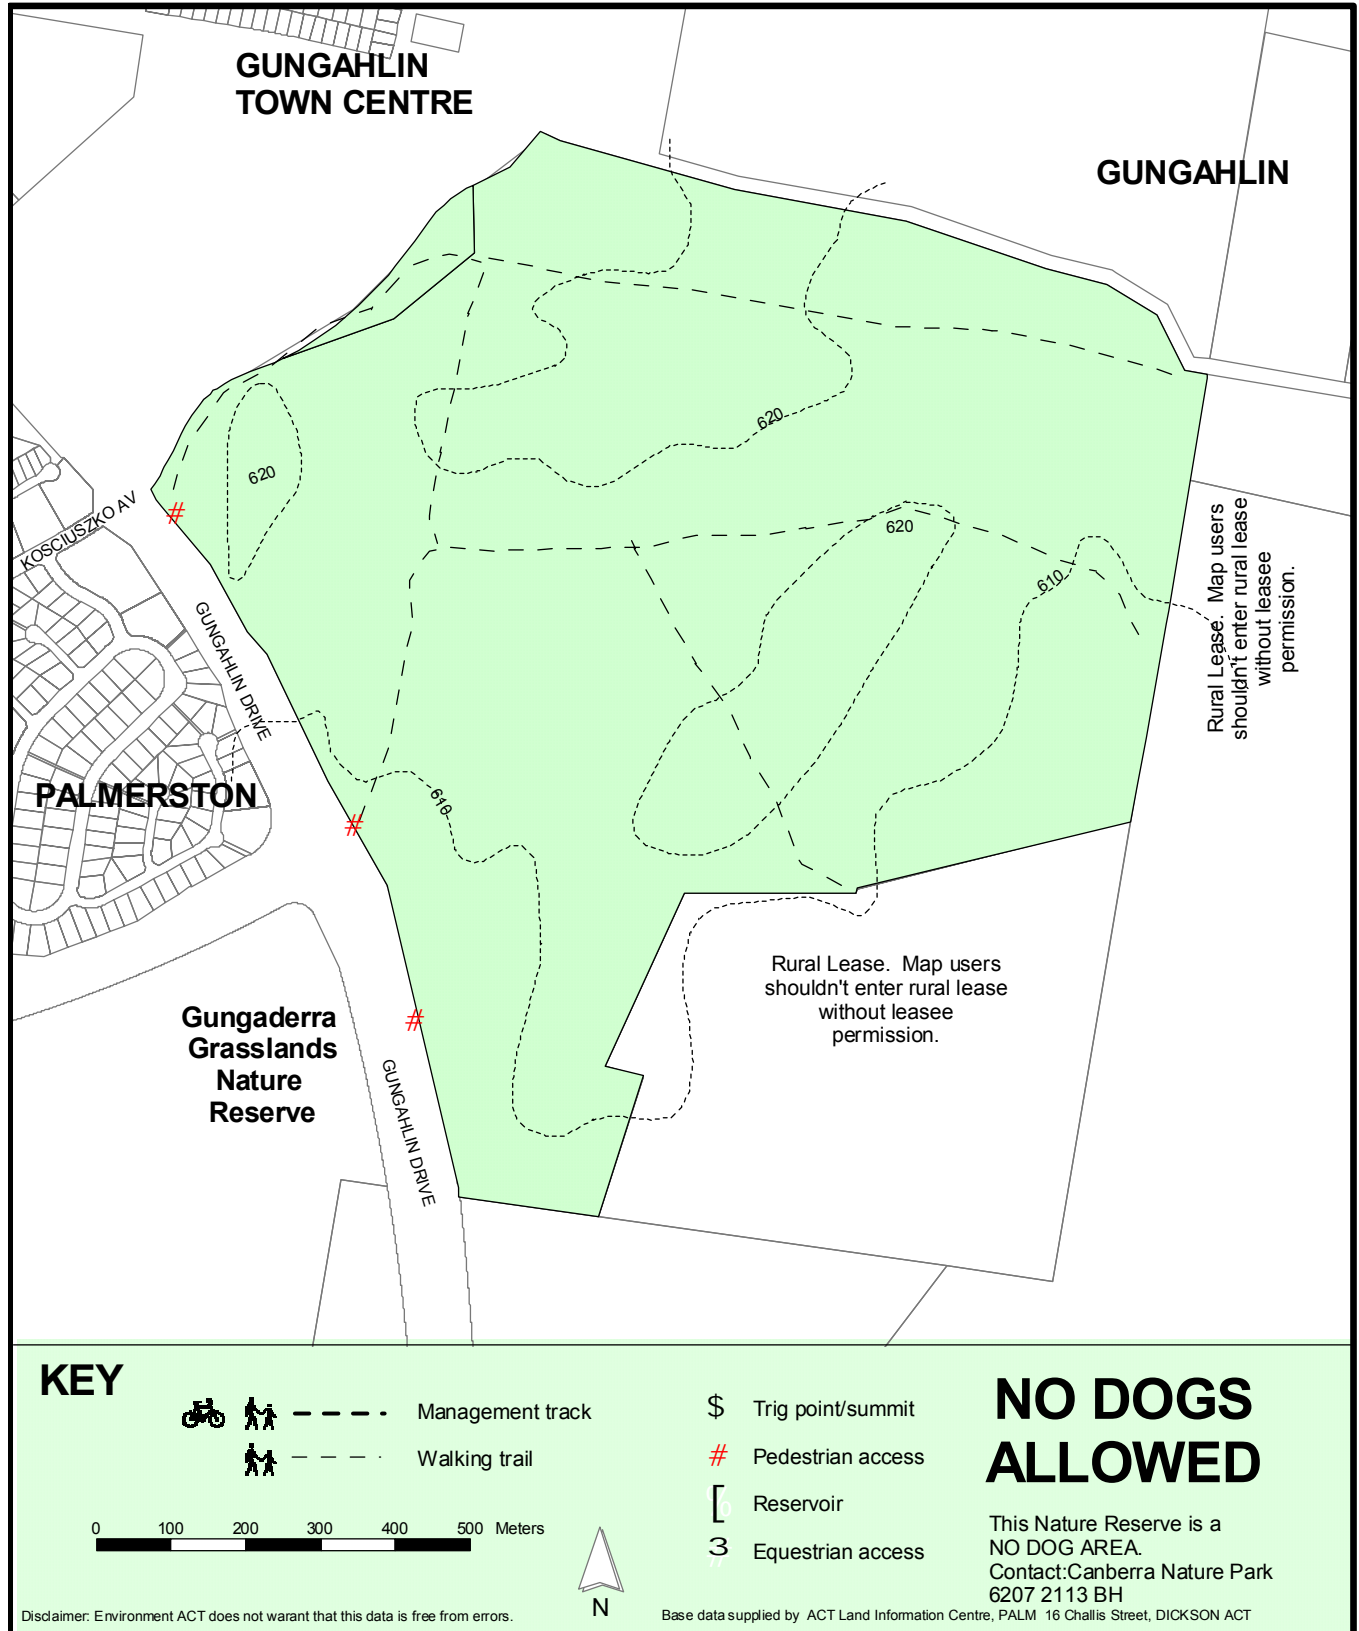 GUNGAHLIN
TOWN CENTRE
GUNGAHLIN
620
620
KOSCIUSZKO AV
620
610
Rural Lease. Map users
shouldn't enter rural lease
without leasee
permission.
GUNGAHLIN DRIVE
PALMERSTON
610
#
#
#
Rural Lease. Map users
shouldn't enter rural lease
without leasee
permission.
Gungaderra
Grasslands
Nature
Reserve
GUNGAHLIN DRIVE
KEY
Management track
Walking trail
0 100 200 300 400 500 Meters
N
$ Trig point/summit
# Pedestrian access
[ Reservoir
3 Equestrian access
NO DOGS
ALLOWED
This Nature Reserve is a
NO DOG AREA.
Contact:Canberra Nature Park
6207 2113 BH
Disclaimer: Environment ACT does not warant that this data is free from errors.
Base data supplied by ACT Land Information Centre, PALM 16 Challis Street, DICKSON ACT